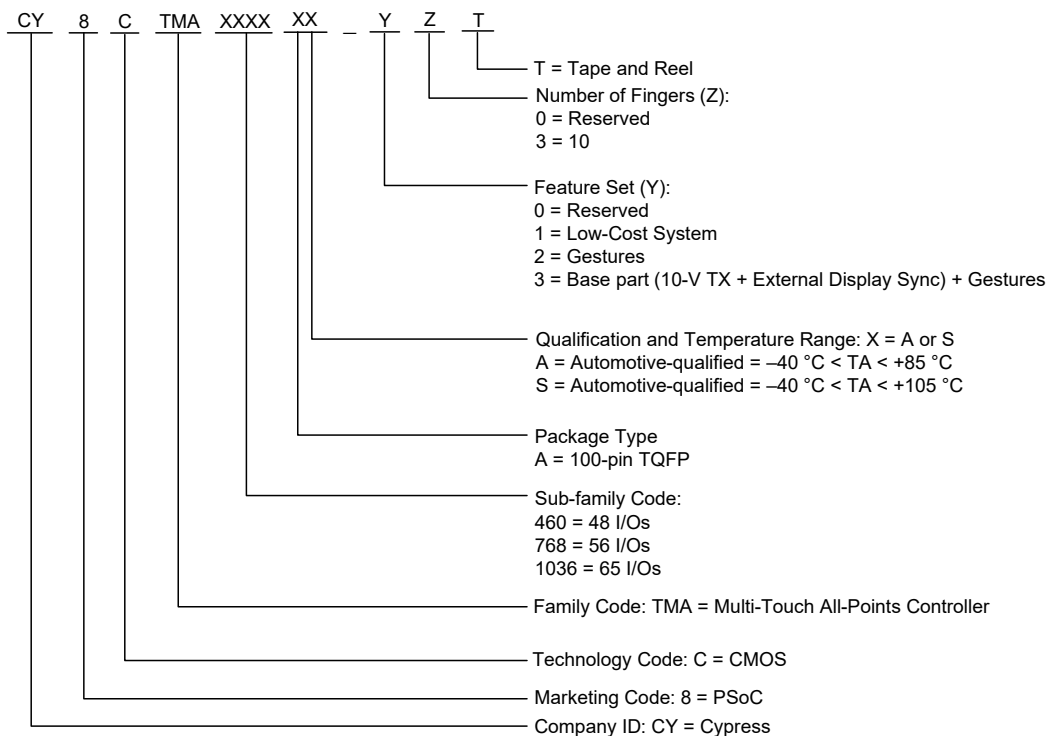 CY 8 C TMA XXXX XX _ Y Z T
T = Tape and Reel
Number of Fingers (Z):
0 = Reserved
3 = 10
Feature Set (Y):
0 = Reserved
1 = Low-Cost System
2 = Gestures
3 = Base part (10-V TX + External Display Sync) + Gestures
Qualification and Temperature Range: X = A or S
A = Automotive-qualified = –40 °C < TA < +85 °C
S = Automotive-qualified = –40 °C < TA < +105 °C
Package Type
A = 100-pin TQFP
Sub-family Code:
460 = 48 I/Os
768 = 56 I/Os
1036 = 65 I/Os
Family Code: TMA = Multi-Touch All-Points Controller
Technology Code: C = CMOS
Marketing Code: 8 = PSoC
Company ID: CY = Cypress